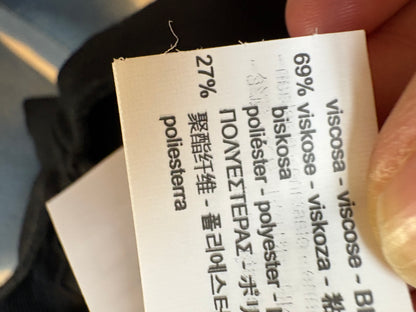 viscosa - viscose -
69% viskose - viskoza - 粘
biskosa
poliéster - polyester -
ΠΟΛΥΕΣΤΕΡΑΣ - ポリ
27% 聚酯纤维 - 폴리에스터
poliesterra